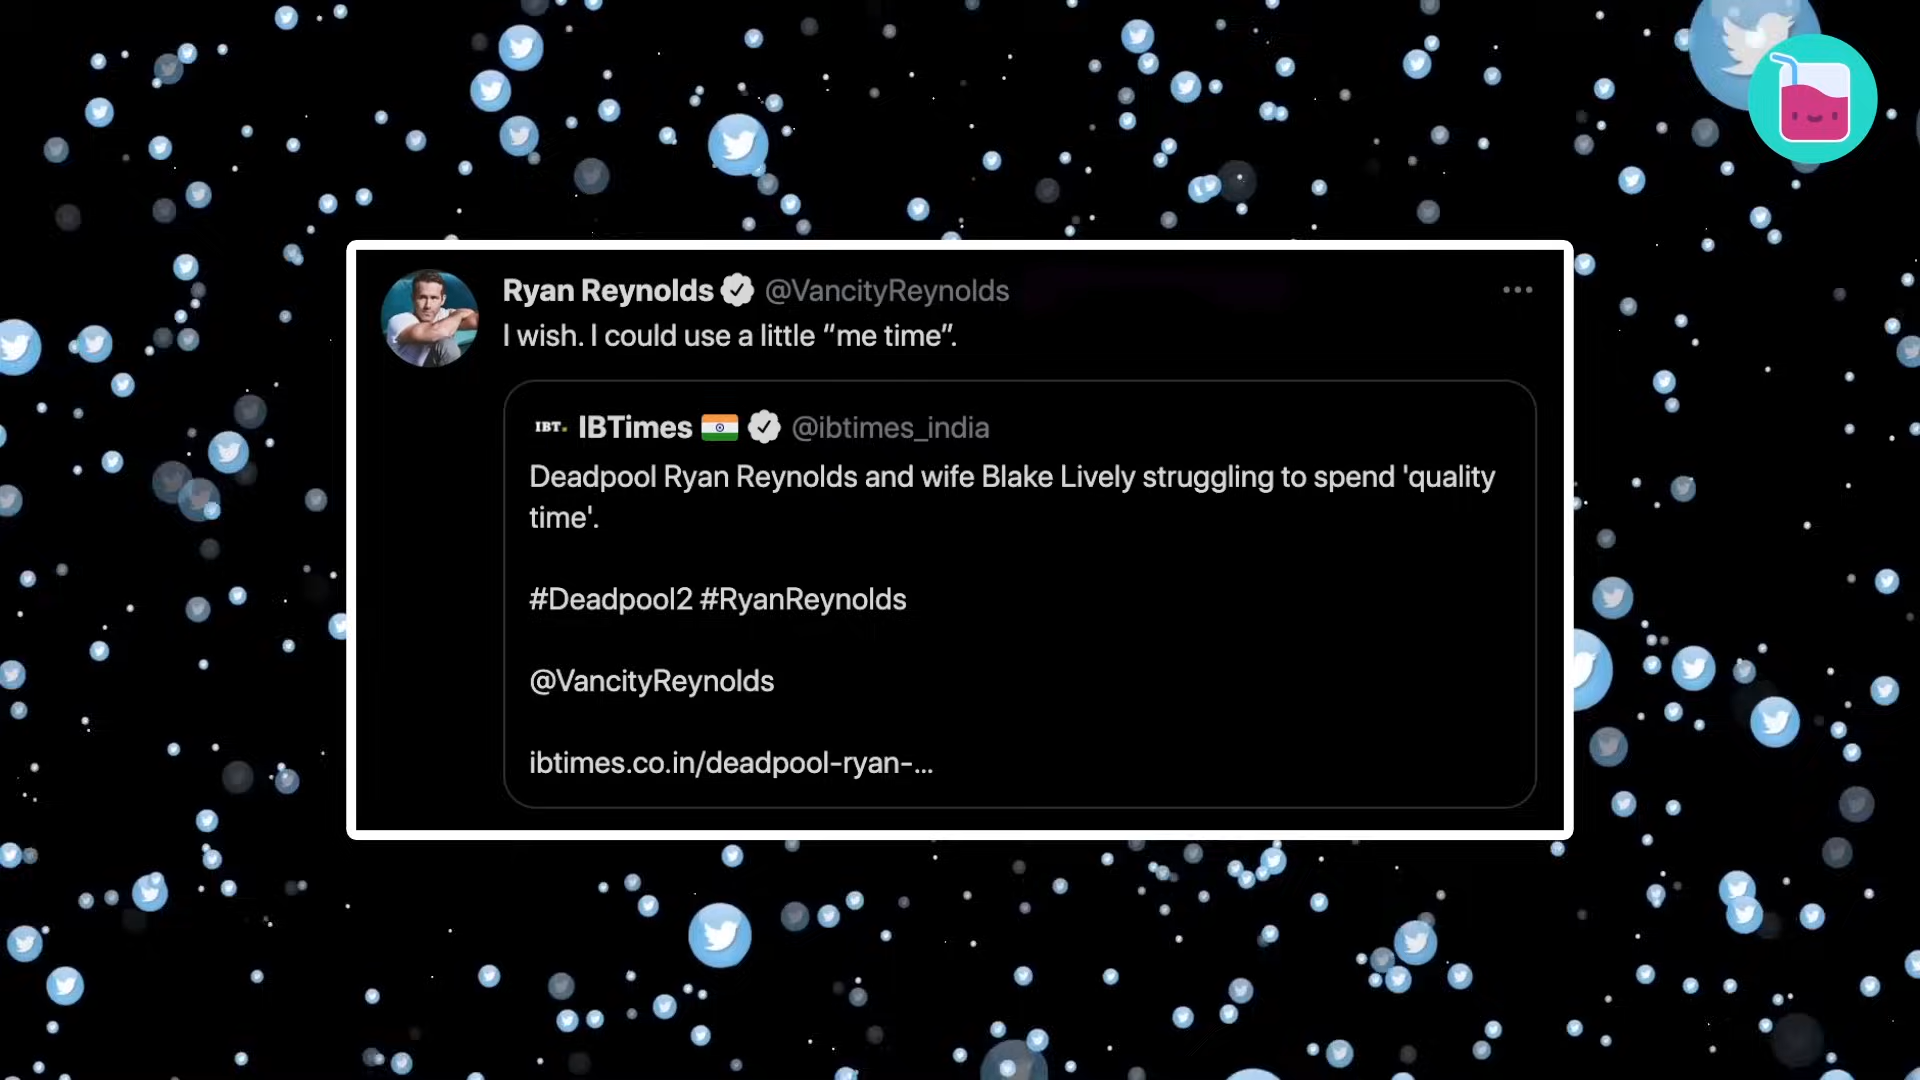 Ryan Reynolds @VancityReynolds
I wish. I could use a little “me time”.
IBT. IBTimes @ibtimes_india
Deadpool Ryan Reynolds and wife Blake Lively struggling to spend 'quality
time'.
#Deadpool2 #RyanReynolds
@VancityReynolds
ibtimes.co.in/deadpool-ryan-...